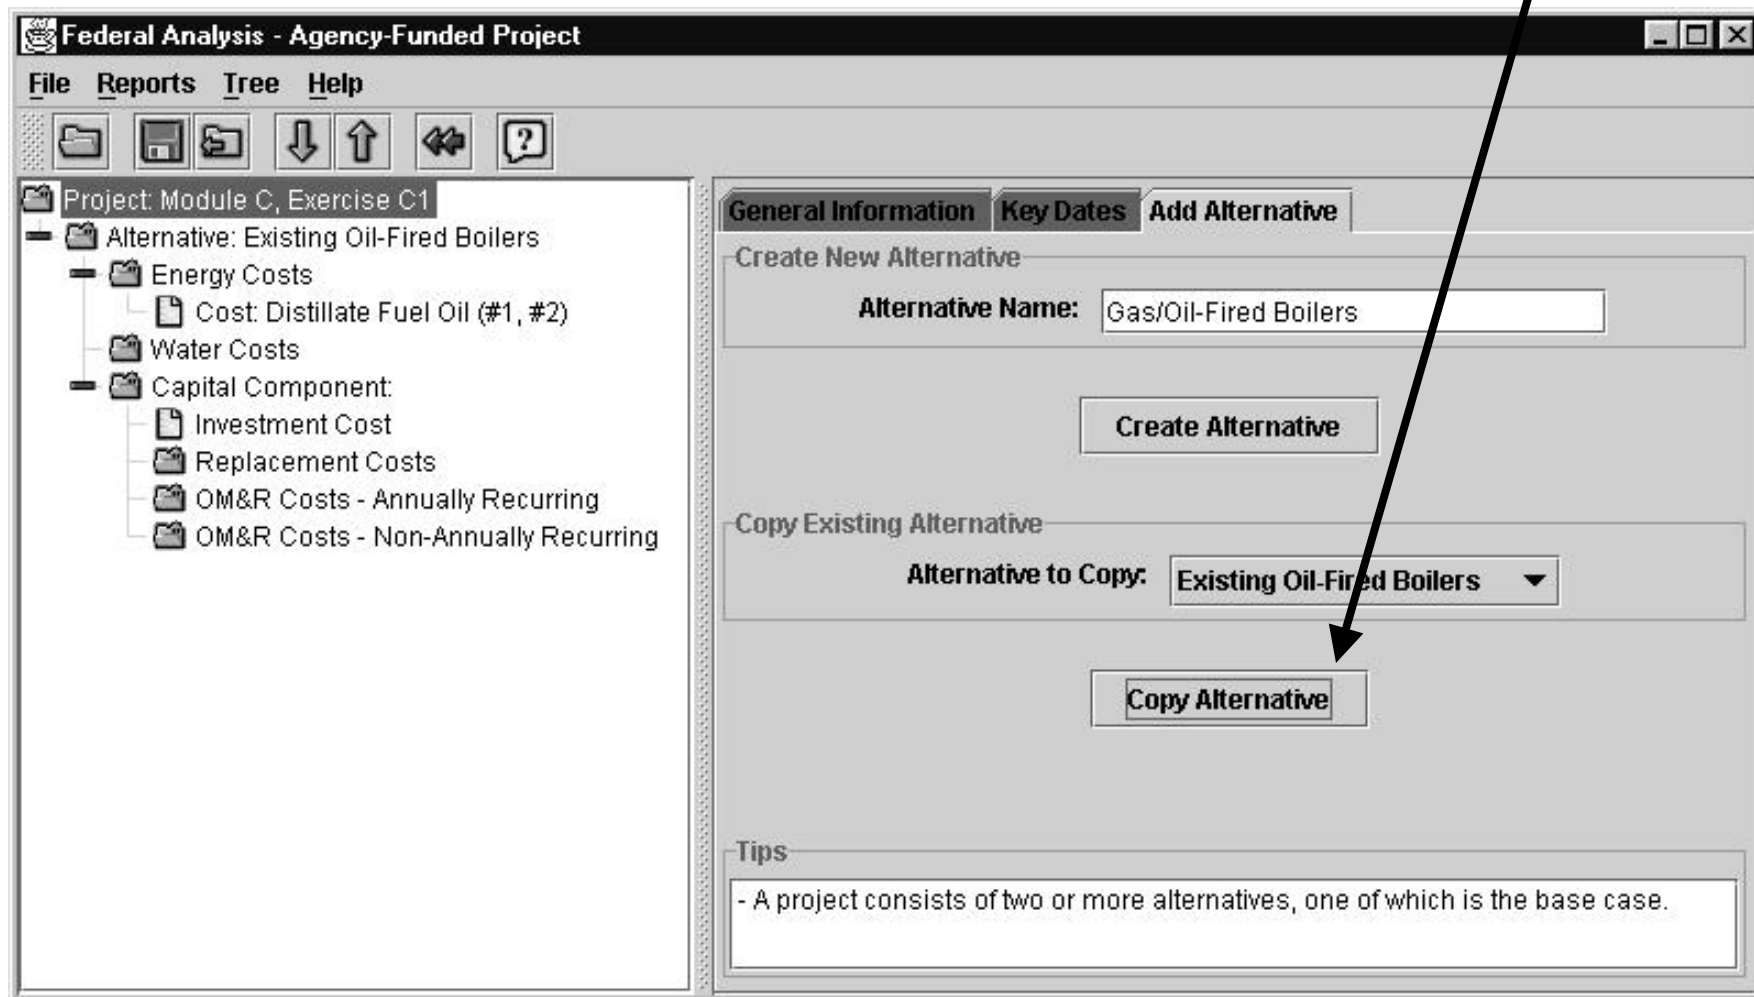 Federal Analysis - Agency-Funded Project
File Reports Tree Help
?
Project: Module C, Exercise C1
Alternative: Existing Oil-Fired Boilers
Energy Costs
Cost: Distillate Fuel Oil (#1, #2)
Water Costs
Capital Component:
Investment Cost
Replacement Costs
OM&R Costs - Annually Recurring
OM&R Costs - Non-Annually Recurring
General Information Key Dates Add Alternative
Create New Alternative
Alternative Name: Gas/Oil-Fired Boilers
Create Alternative
Copy Existing Alternative
Alternative to Copy: Existing Oil-Fired Boilers
Copy Alternative
Tips
- A project consists of two or more alternatives, one of which is the base case.